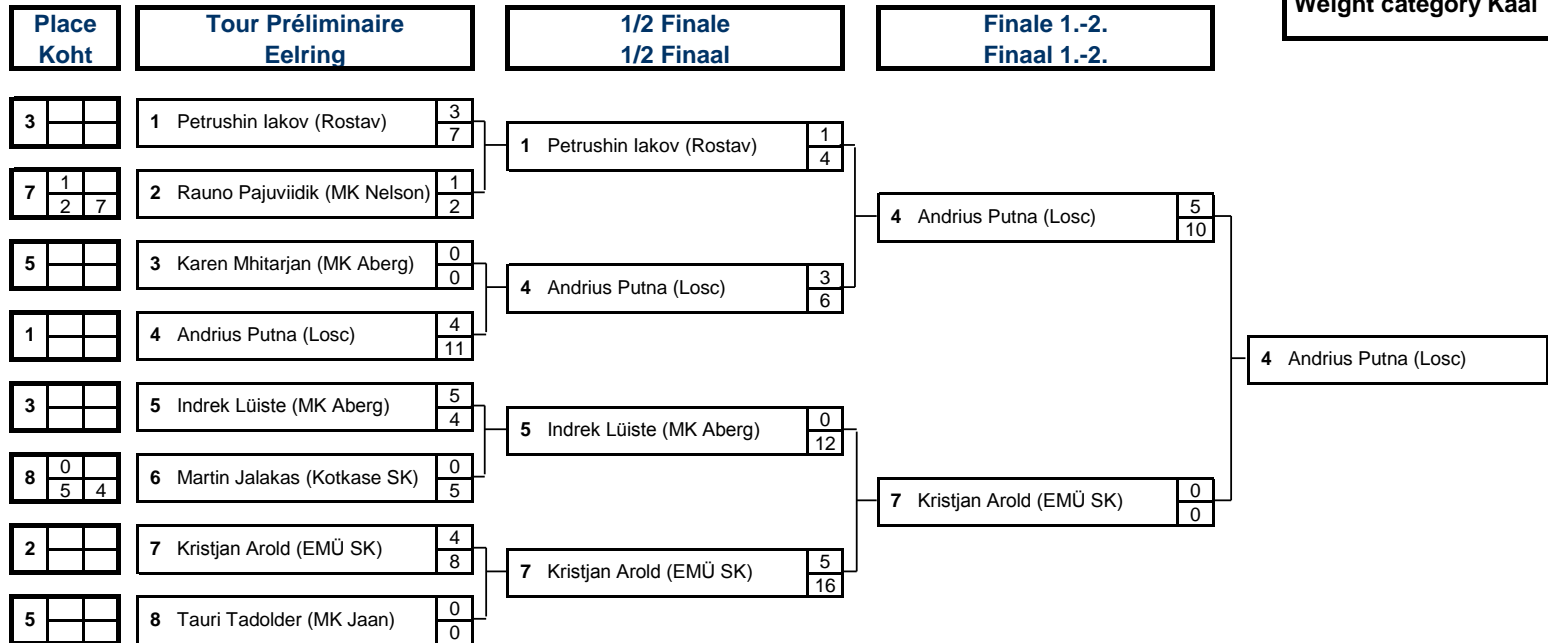 Weight category Kaal
Place
Koht
Tour Préliminaire
Eelring
1/2 Finale
1/2 Finaal
Finale 1.-2.
Finaal 1.-2.
3
1 Petrushin Iakov (Rostav) 3
7
7 1
2 7
2 Rauno Pajuviidik (MK Nelson) 1
2
1 Petrushin Iakov (Rostav) 1
4
5
3 Karen Mhitarjan (MK Aberg) 0
0
1
4 Andrius Putna (Losc) 4
11
4 Andrius Putna (Losc) 3
6
4 Andrius Putna (Losc) 5
10
3
5 Indrek Lüiste (MK Aberg) 5
4
8 0
5 4
6 Martin Jalakas (Kotkase SK) 0
5
5 Indrek Lüiste (MK Aberg) 0
12
2
7 Kristjan Arold (EMÜ SK) 4
8
5
8 Tauri Tadolder (MK Jaan) 0
0
7 Kristjan Arold (EMÜ SK) 5
16
7 Kristjan Arold (EMÜ SK) 0
0
4 Andrius Putna (Losc)